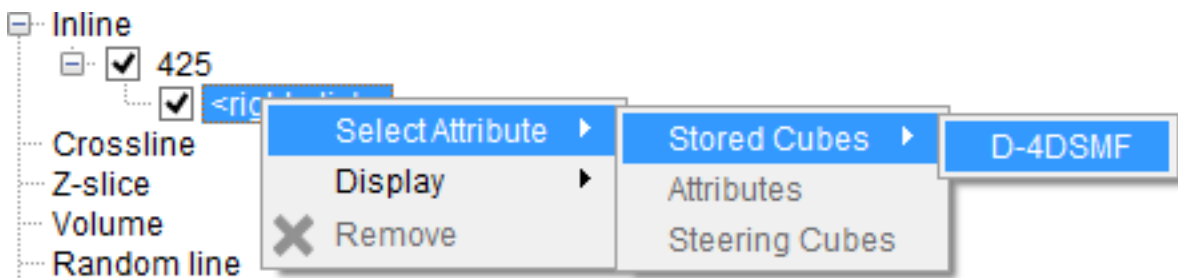 Inline
425
Select Attribute
Stored Cubes
D-4DSMF
Crossline
Display
Attributes
Z-slice
Remove
Steering Cubes
Volume
Random line